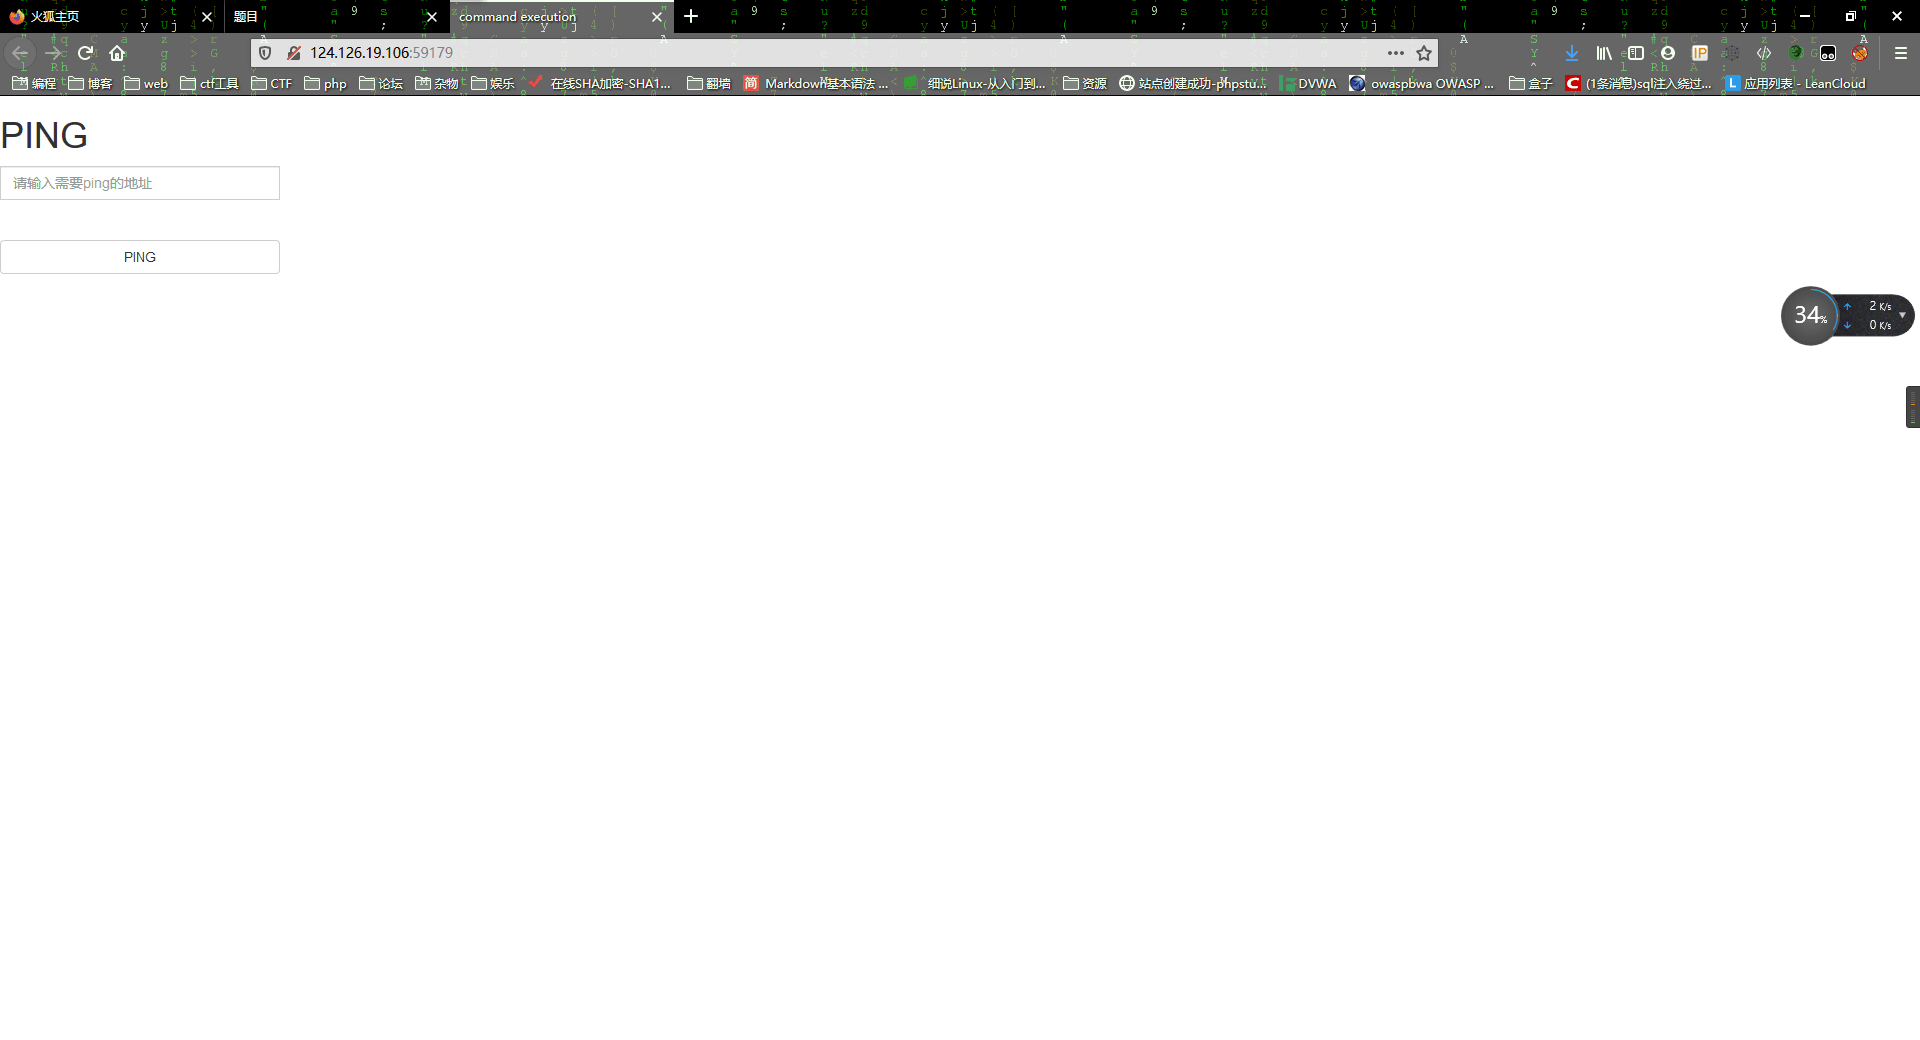 火狐主页
题目
command execution
124.126.19.106:59179
编程 博客 web ctf工具 CTF php 论坛 杂物 娱乐 在线SHA加密-SHA1... 翻墙 Markdown基本语法 ... 细说Linux-从入门到... 资源 站点创建成功-phpstu... DVWA owaspbwa OWASP ... 盒子 (1条消息)sql注入绕过... 应用列表 - LeanCloud
PING
请输入需要ping的地址
PING
34%
2 K/s
0 K/s